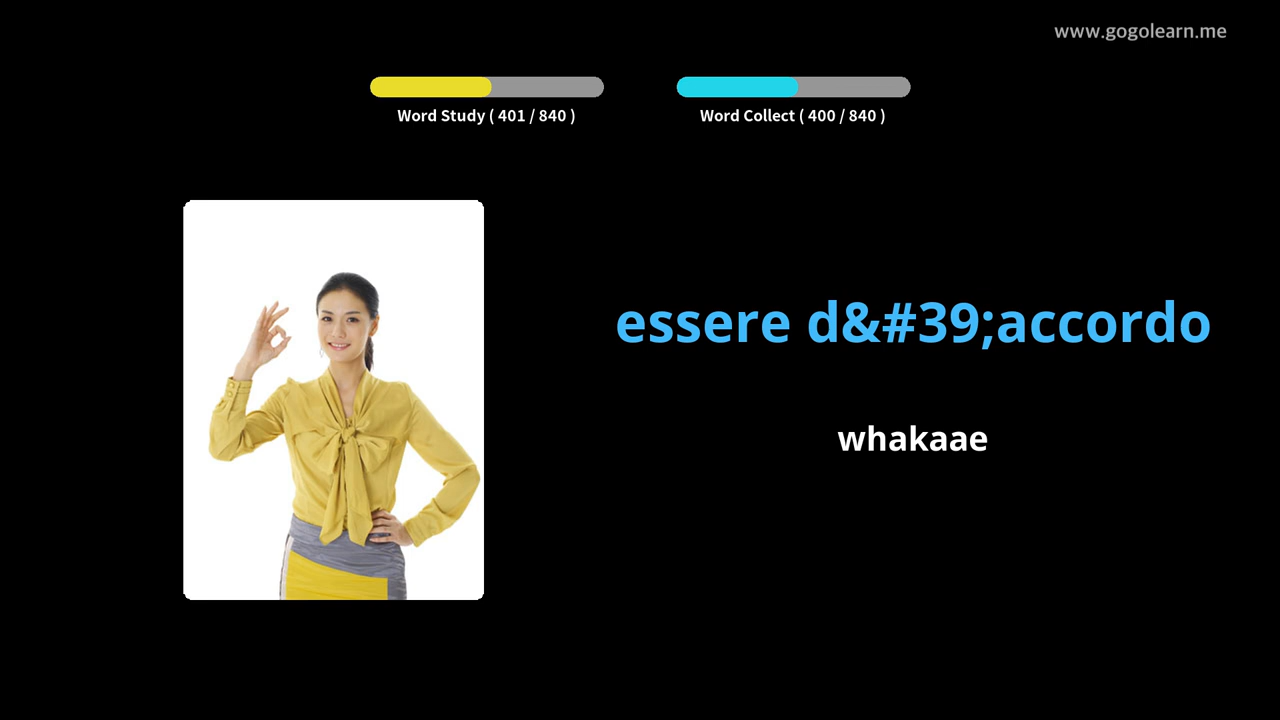 www.gogolearn.me
Word Study ( 401 / 840 )
Word Collect ( 400 / 840 )
essere d&#39;accordo
whakaae